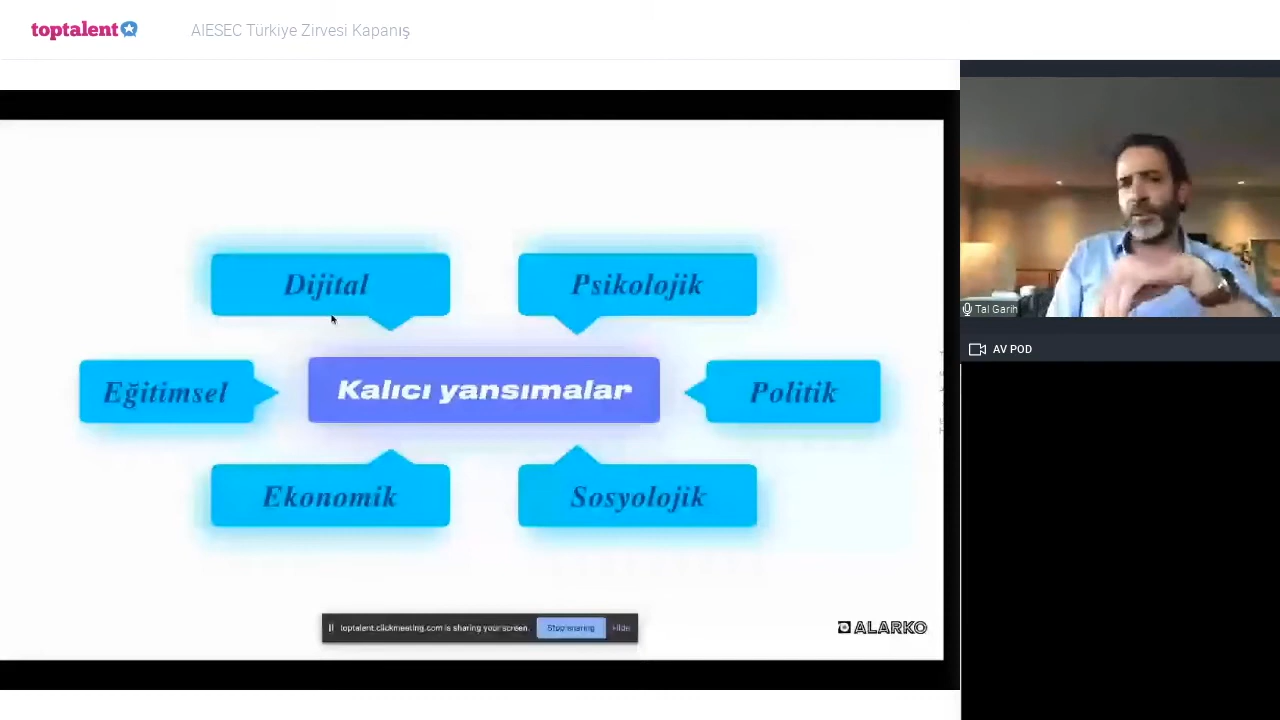 toptalent
AIESEC Türkiye Zirvesi Kapanış
Dijital
Psikolojik
Eğitimsel
Kalıcı yansımalar
Politik
Ekonomik
Sosyolojik
Tal Garih
AV POD
toptalent.clickmeeting.com is sharing your screen.
Stop sharing
Hide
ALARKO